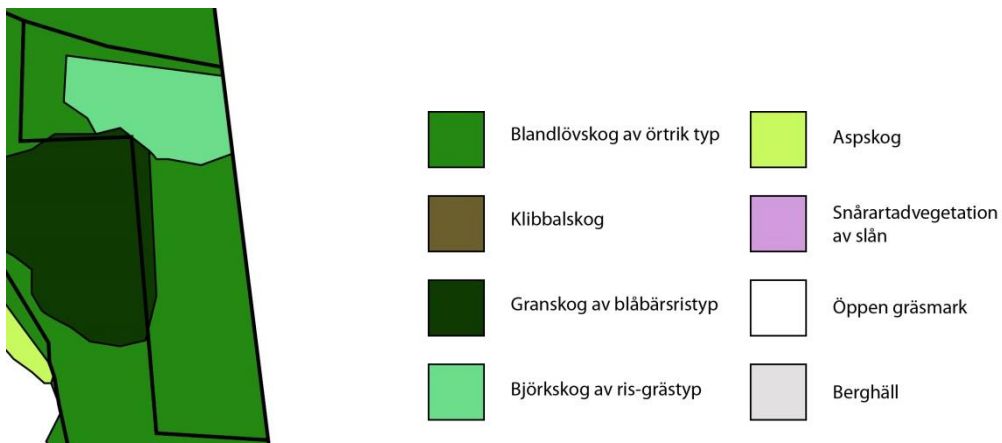 Blandlövskog av örtrik typ
Klibbalskog
Granskog av blåbärsristyp
Björkskog av ris-grästyp
Aspskog
Snårartadvegetation
av slån
Öppen gräsmark
Berghäll